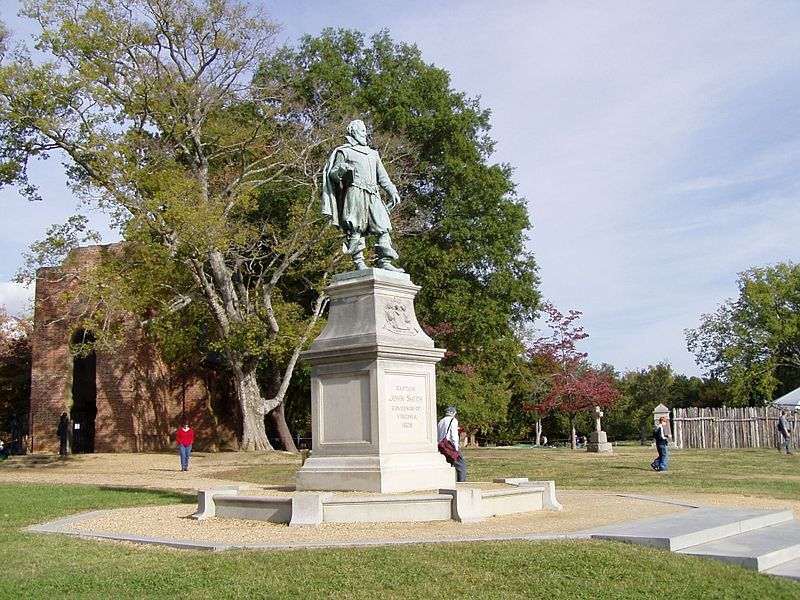 CAPTAIN
JOHN SMITH
GOVERNOR
OF
VIRGINIA
1608